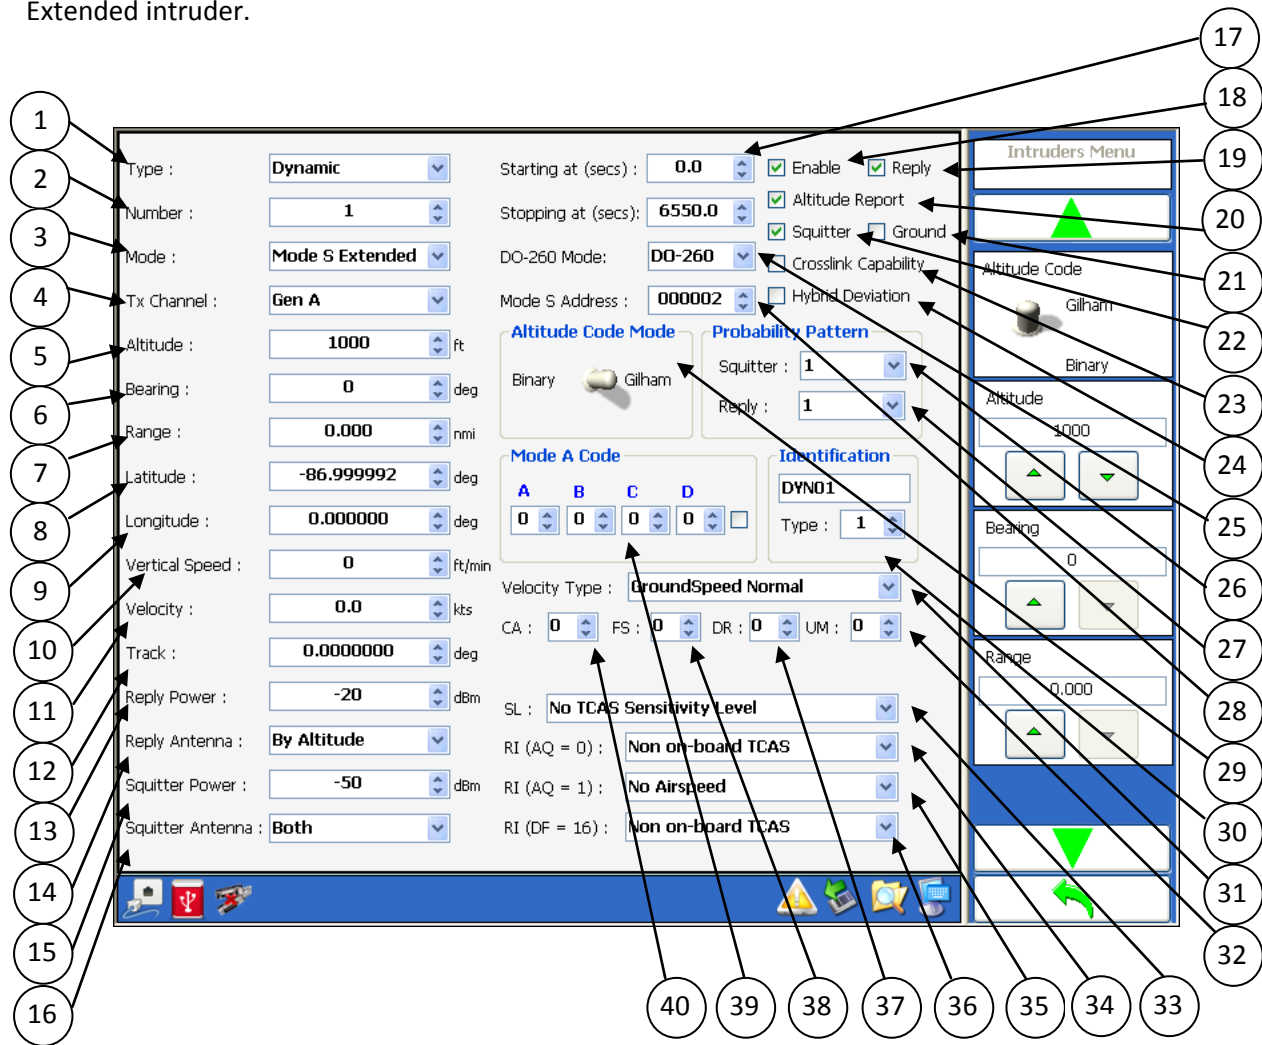 Extended intruder.
17
18
1
2
3
4
5
6
7
8
9
10
11
12
13
14
15
16
Type :
Dynamic
Number :
1
Mode :
Mode S Extended
Tx Channel :
Gen A
Altitude :
1000
ft
Bearing :
0
deg
Range :
0.000
nmi
Latitude :
-86.999992
deg
Longitude :
0.000000
deg
Vertical Speed :
0
ft/min
Velocity :
0.0
kts
Track :
0.0000000
deg
Reply Power :
-20
dBm
Reply Antenna :
By Altitude
Squitter Power :
-50
dBm
Squitter Antenna :
Both
Starting at (secs) :
0.0
Enable
Reply
Stopping at (secs):
6550.0
Altitude Report
Squitter
Ground
DO-260 Mode:
DO-260
Crosslink Capability
Mode S Address :
000002
Hybrid Deviation
Altitude Code Mode
Binary
Gilham
Probability Pattern
Squitter :
1
Reply :
1
Mode A Code
A B C D
0 0 0 0
Identification
DYN01
Type :
1
Velocity Type :
GroundSpeed Normal
CA :
0
FS :
0
DR :
0
UM :
0
SL :
No TCAS Sensitivity Level
RI (AQ = 0) :
Non on-board TCAS
RI (AQ = 1) :
No Airspeed
RI (DF = 16) :
Non on-board TCAS
Intruders Menu
Altitude Code
Gilham
Binary
Altitude
1000
Bearing
0
Range
0.000
19
20
21
22
23
24
25
26
27
28
29
30
31
32
40
39
38
37
36
35
34
33